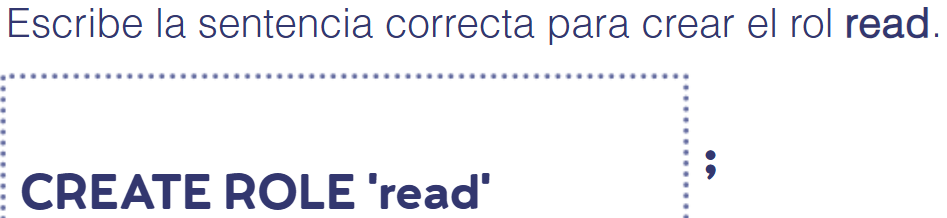 Escribe la sentencia correcta para crear el rol read.
;
CREATE ROLE 'read'